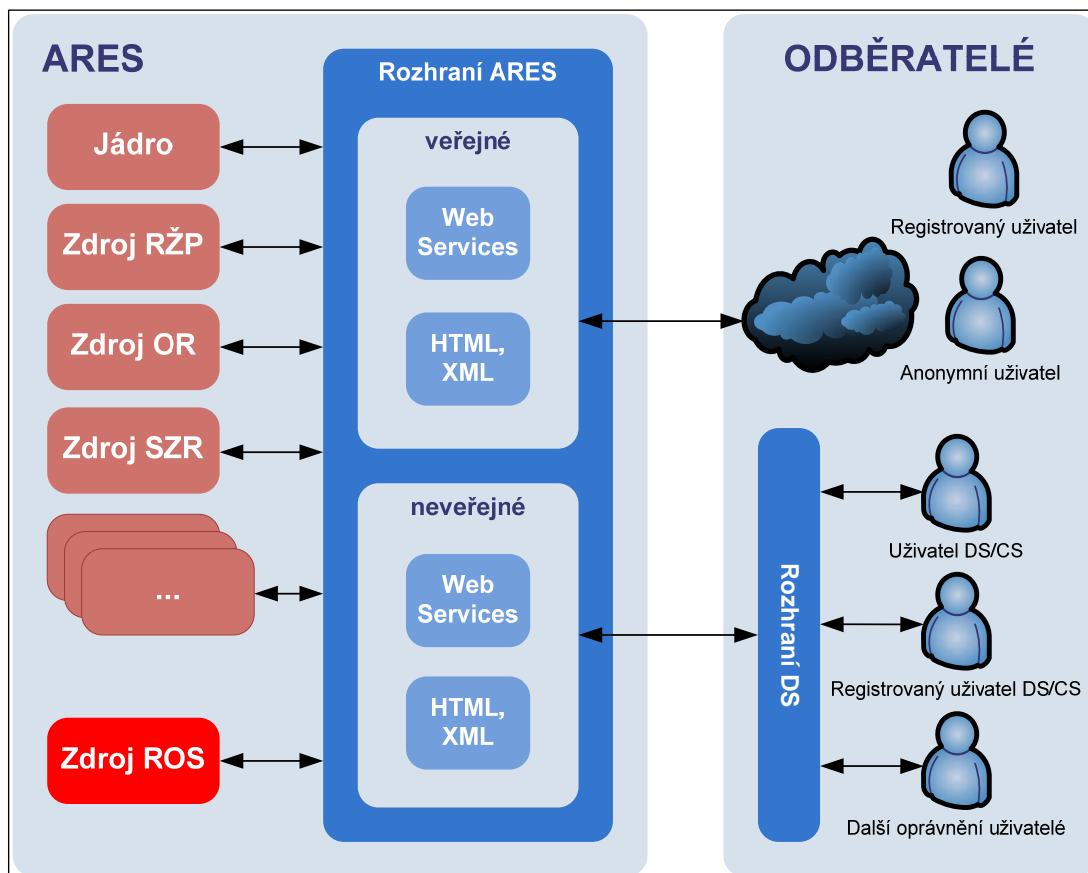 ARES
Jádro
Zdroj RŽP
Zdroj OR
Zdroj SZR
...
Zdroj ROS
Rozhraní ARES
veřejné
Web
Services
HTML,
XML
neveřejné
Web
Services
HTML,
XML
ODBĚRATELÉ
Registrovaný uživatel
Anonymní uživatel
Rozhraní DS
Uživatel DS/CS
Registrovaný uživatel DS/CS
Další oprávnění uživatelé